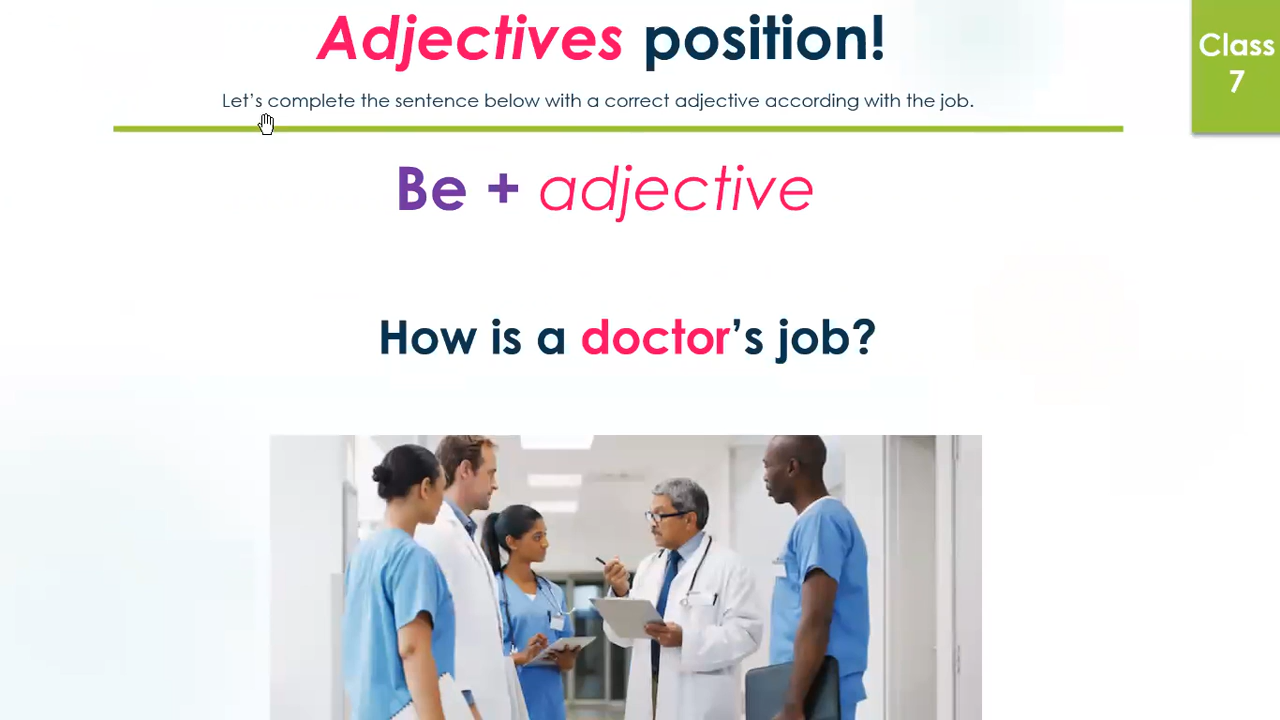 Adjectives position!
Class
7
Let’s complete the sentence below with a correct adjective according with the job.
Be + adjective
How is a doctor’s job?